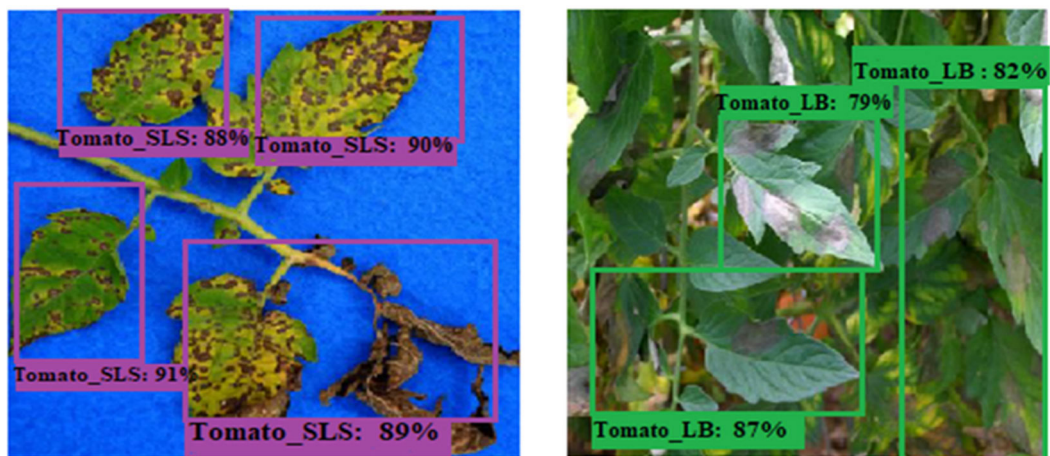 Tomato_SLS: 88%
Tomato_SLS: 90%
Tomato_SLS: 91%
Tomato_SLS: 89%
Tomato_LB : 82%
Tomato_LB: 79%
Tomato_LB: 87%